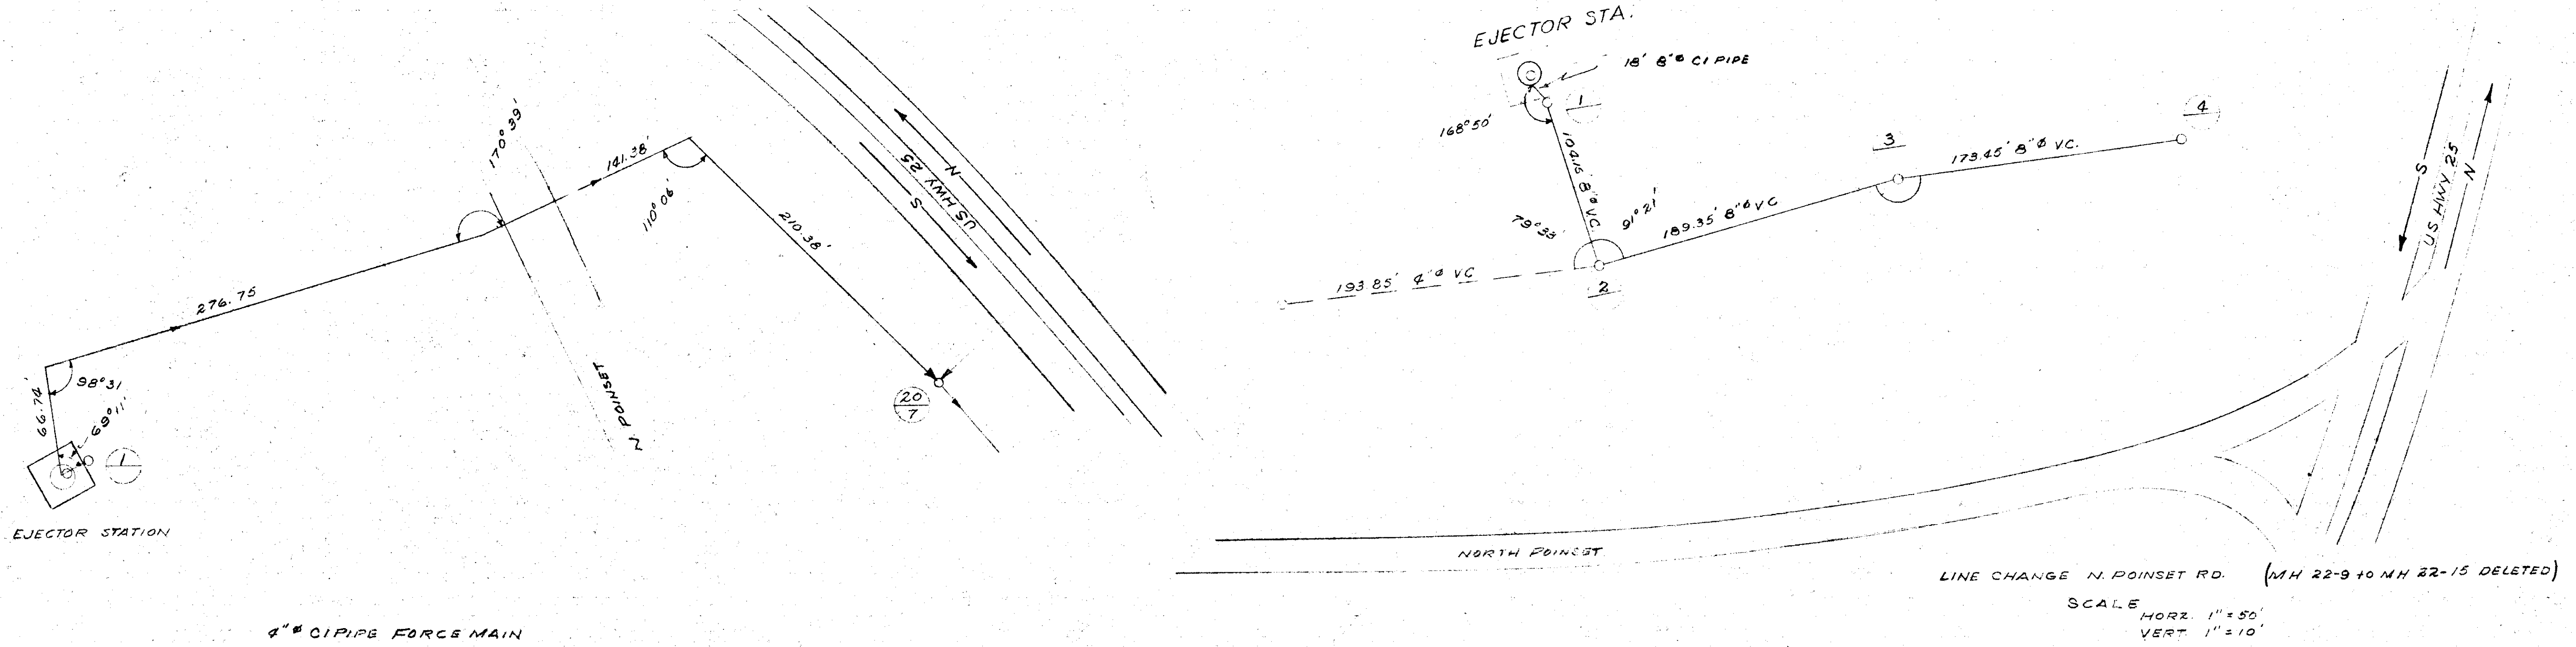 170° 39'
141.38'
110° 06'
210.38'
276.75
98°31
66.74'
69°11'
1
EJECTOR STATION
N. POINSET
20
7
N
US HWY 25
S
4"ø CI PIPE FORCE MAIN
EJECTOR STA.
18' 8"ø CI PIPE
1
168°50'
104.15' 8"ø VC.
79°33'
91°21'
193.85' 4"ø VC
2
189.35' 8"ø VC
3
173.45' 8"ø VC.
4
S
US HWY 25
N
NORTH POINSET
LINE CHANGE N. POINSET RD. (MH 22-9 to MH 22-15 DELETED)
SCALE
HORZ. 1" = 50'
VERT. 1" = 10'